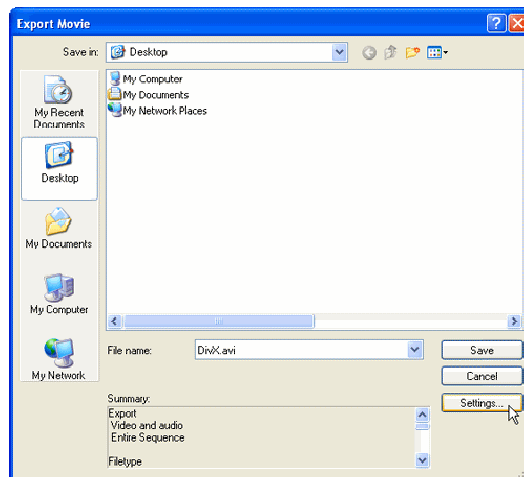 Export Movie
Save in:
Desktop
My Recent
Documents
Desktop
My Documents
My Computer
My Network
My Computer
My Documents
My Network Places
File name:
DivX.avi
Save
Cancel
Settings...
Summary:
Export
Video and audio
Entire Sequence
Filetype